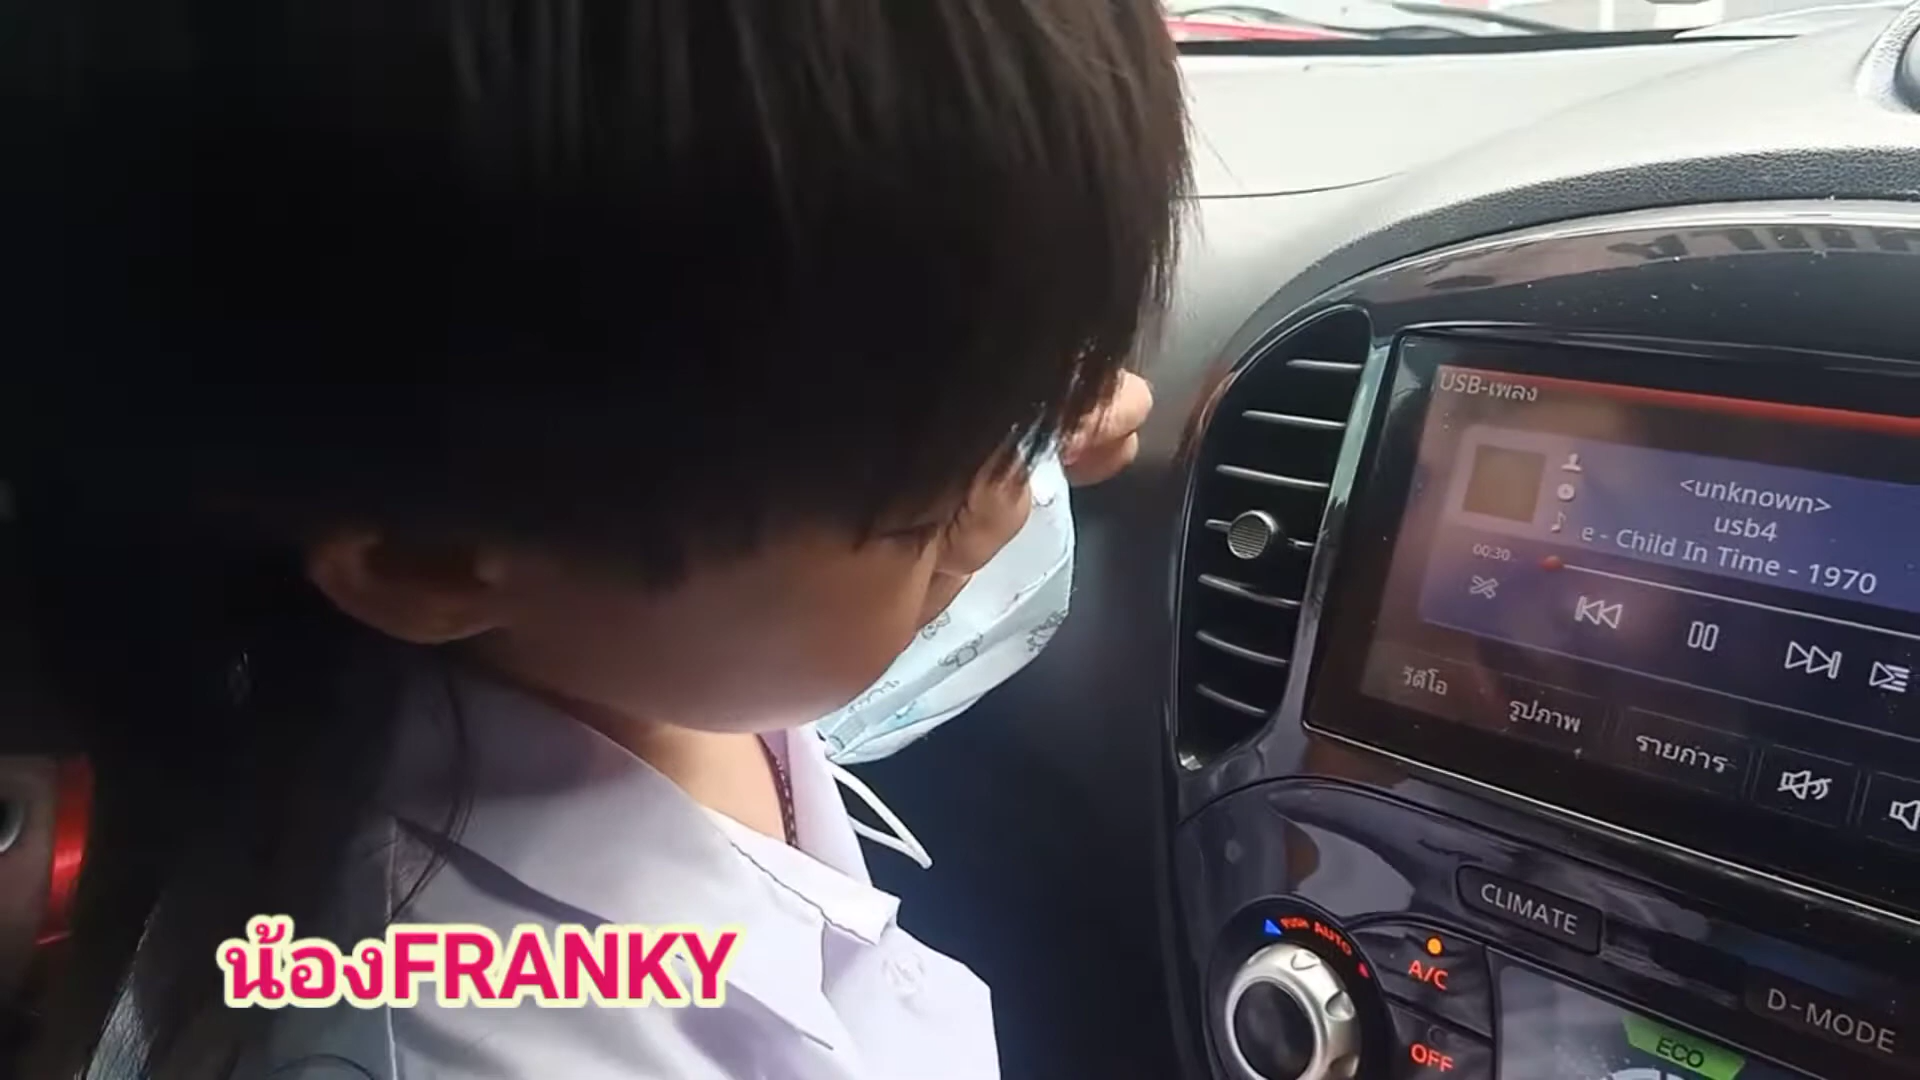 USB-เพลง
<unknown>
usb4
e - Child In Time - 1970
00:30
วิดีโอ
รูปภาพ
รายการ
CLIMATE
PUSH AUTO
A/C
D-MODE
OFF
ECO
น้องFRANKY